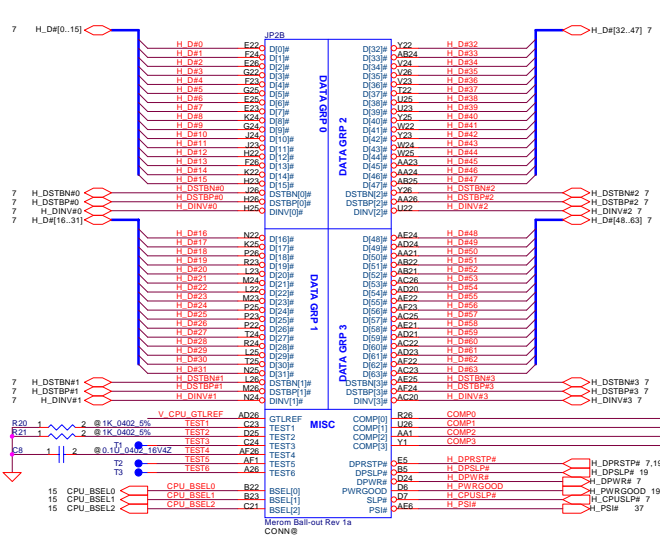 JP2B
7 H_D#[0..15]
H_D#0 E22 D[0]# D[32]# Y22 H_D#32
H_D#[32..47] 7
H_D#1 F24 D[1]# D[33]# AB24 H_D#33
H_D#2 E26 D[2]# D[34]# V24 H_D#34
H_D#3 G22 D[3]# D[35]# V26 H_D#35
H_D#4 F23 D[4]# D[36]# V23 H_D#36
H_D#5 G25 D[5]# D[37]# T22 H_D#37
H_D#6 E25 D[6]# D[38]# U25 H_D#38
H_D#7 E23 D[7]# D[39]# U23 H_D#39
H_D#8 K24 D[8]# D[40]# Y25 H_D#40
H_D#9 G24 D[9]# D[41]# W22 H_D#41
H_D#10 J24 D[10]# D[42]# Y23 H_D#42
H_D#11 J23 D[11]# D[43]# W24 H_D#43
H_D#12 H22 D[12]# D[44]# W25 H_D#44
H_D#13 F26 D[13]# D[45]# AA23 H_D#45
H_D#14 K22 D[14]# D[46]# AA24 H_D#46
H_D#15 H23 D[15]# D[47]# AB25 H_D#47
7 H_DSTBN#0 H_DSTBN#0 J26 DSTBN[0]# DSTBN[2]# Y26 H_DSTBN#2 H_DSTBN#2 7
7 H_DSTBP#0 H_DSTBP#0 H26 DSTBP[0]# DSTBP[2]# AA26 H_DSTBP#2 H_DSTBP#2 7
7 H_DINV#0 H_DINV#0 H25 DINV[0]# DINV[2]# U22 H_DINV#2 H_DINV#2 7
DATA GRP 0
DATA GRP 2
7 H_D#[16..31]
H_D#[48..63] 7
H_D#16 N22 D[16]# D[48]# AE24 H_D#48
H_D#17 K25 D[17]# D[49]# AD24 H_D#49
H_D#18 P26 D[18]# D[50]# AA21 H_D#50
H_D#19 R23 D[19]# D[51]# AB22 H_D#51
H_D#20 L23 D[20]# D[52]# AB21 H_D#52
H_D#21 M24 D[21]# D[53]# AC26 H_D#53
H_D#22 L22 D[22]# D[54]# AD20 H_D#54
H_D#23 M23 D[23]# D[55]# AE22 H_D#55
H_D#24 P25 D[24]# D[56]# AF23 H_D#56
H_D#25 P23 D[25]# D[57]# AC25 H_D#57
H_D#26 P22 D[26]# D[58]# AE21 H_D#58
H_D#27 T24 D[27]# D[59]# AD21 H_D#59
H_D#28 R24 D[28]# D[60]# AC22 H_D#60
H_D#29 L25 D[29]# D[61]# AD23 H_D#61
H_D#30 T25 D[30]# D[62]# AF22 H_D#62
H_D#31 N25 D[31]# D[63]# AC23 H_D#63
7 H_DSTBN#1 H_DSTBN#1 L26 DSTBN[1]# DSTBN[3]# AE25 H_DSTBN#3 H_DSTBN#3 7
7 H_DSTBP#1 H_DSTBP#1 M26 DSTBP[1]# DSTBP[3]# AF24 H_DSTBP#3 H_DSTBP#3 7
7 H_DINV#1 H_DINV#1 N24 DINV[1]# DINV[3]# AC20 H_DINV#3 H_DINV#3 7
DATA GRP 1
DATA GRP 3
V_CPU_GTLREF AD26 GTLREF MISC COMP[0] R26 COMP0
R20 1 2 @1K_0402_5% TEST1 C23 TEST1 COMP[1] U26 COMP1
R21 1 2 @1K_0402_5% TEST2 D25 TEST2 COMP[2] AA1 COMP2
T1 TEST3 C24 TEST3 COMP[3] Y1 COMP3
C8 1 2 @0.1U_0402_16V4Z TEST4 AF26 TEST4
T2 TEST5 AF1 TEST5 DPRSTP# E5 H_DPRSTP# H_DPRSTP# 7,19
T3 TEST6 A26 TEST6 DPSLP# B5 H_DPSLP# H_DPSLP# 19
DPWR# D24 H_DPWR# H_DPWR# 7
15 CPU_BSEL0 CPU_BSEL0 B22 BSEL[0] PWRGOOD D6 H_PWRGOOD H_PWRGOOD 19
15 CPU_BSEL1 CPU_BSEL1 B23 BSEL[1] SLP# D7 H_CPUSLP# H_CPUSLP# 7
15 CPU_BSEL2 CPU_BSEL2 C21 BSEL[2] PSI# AE6 H_PSI# H_PSI# 37
Merom Ball-out Rev 1a
CONN@